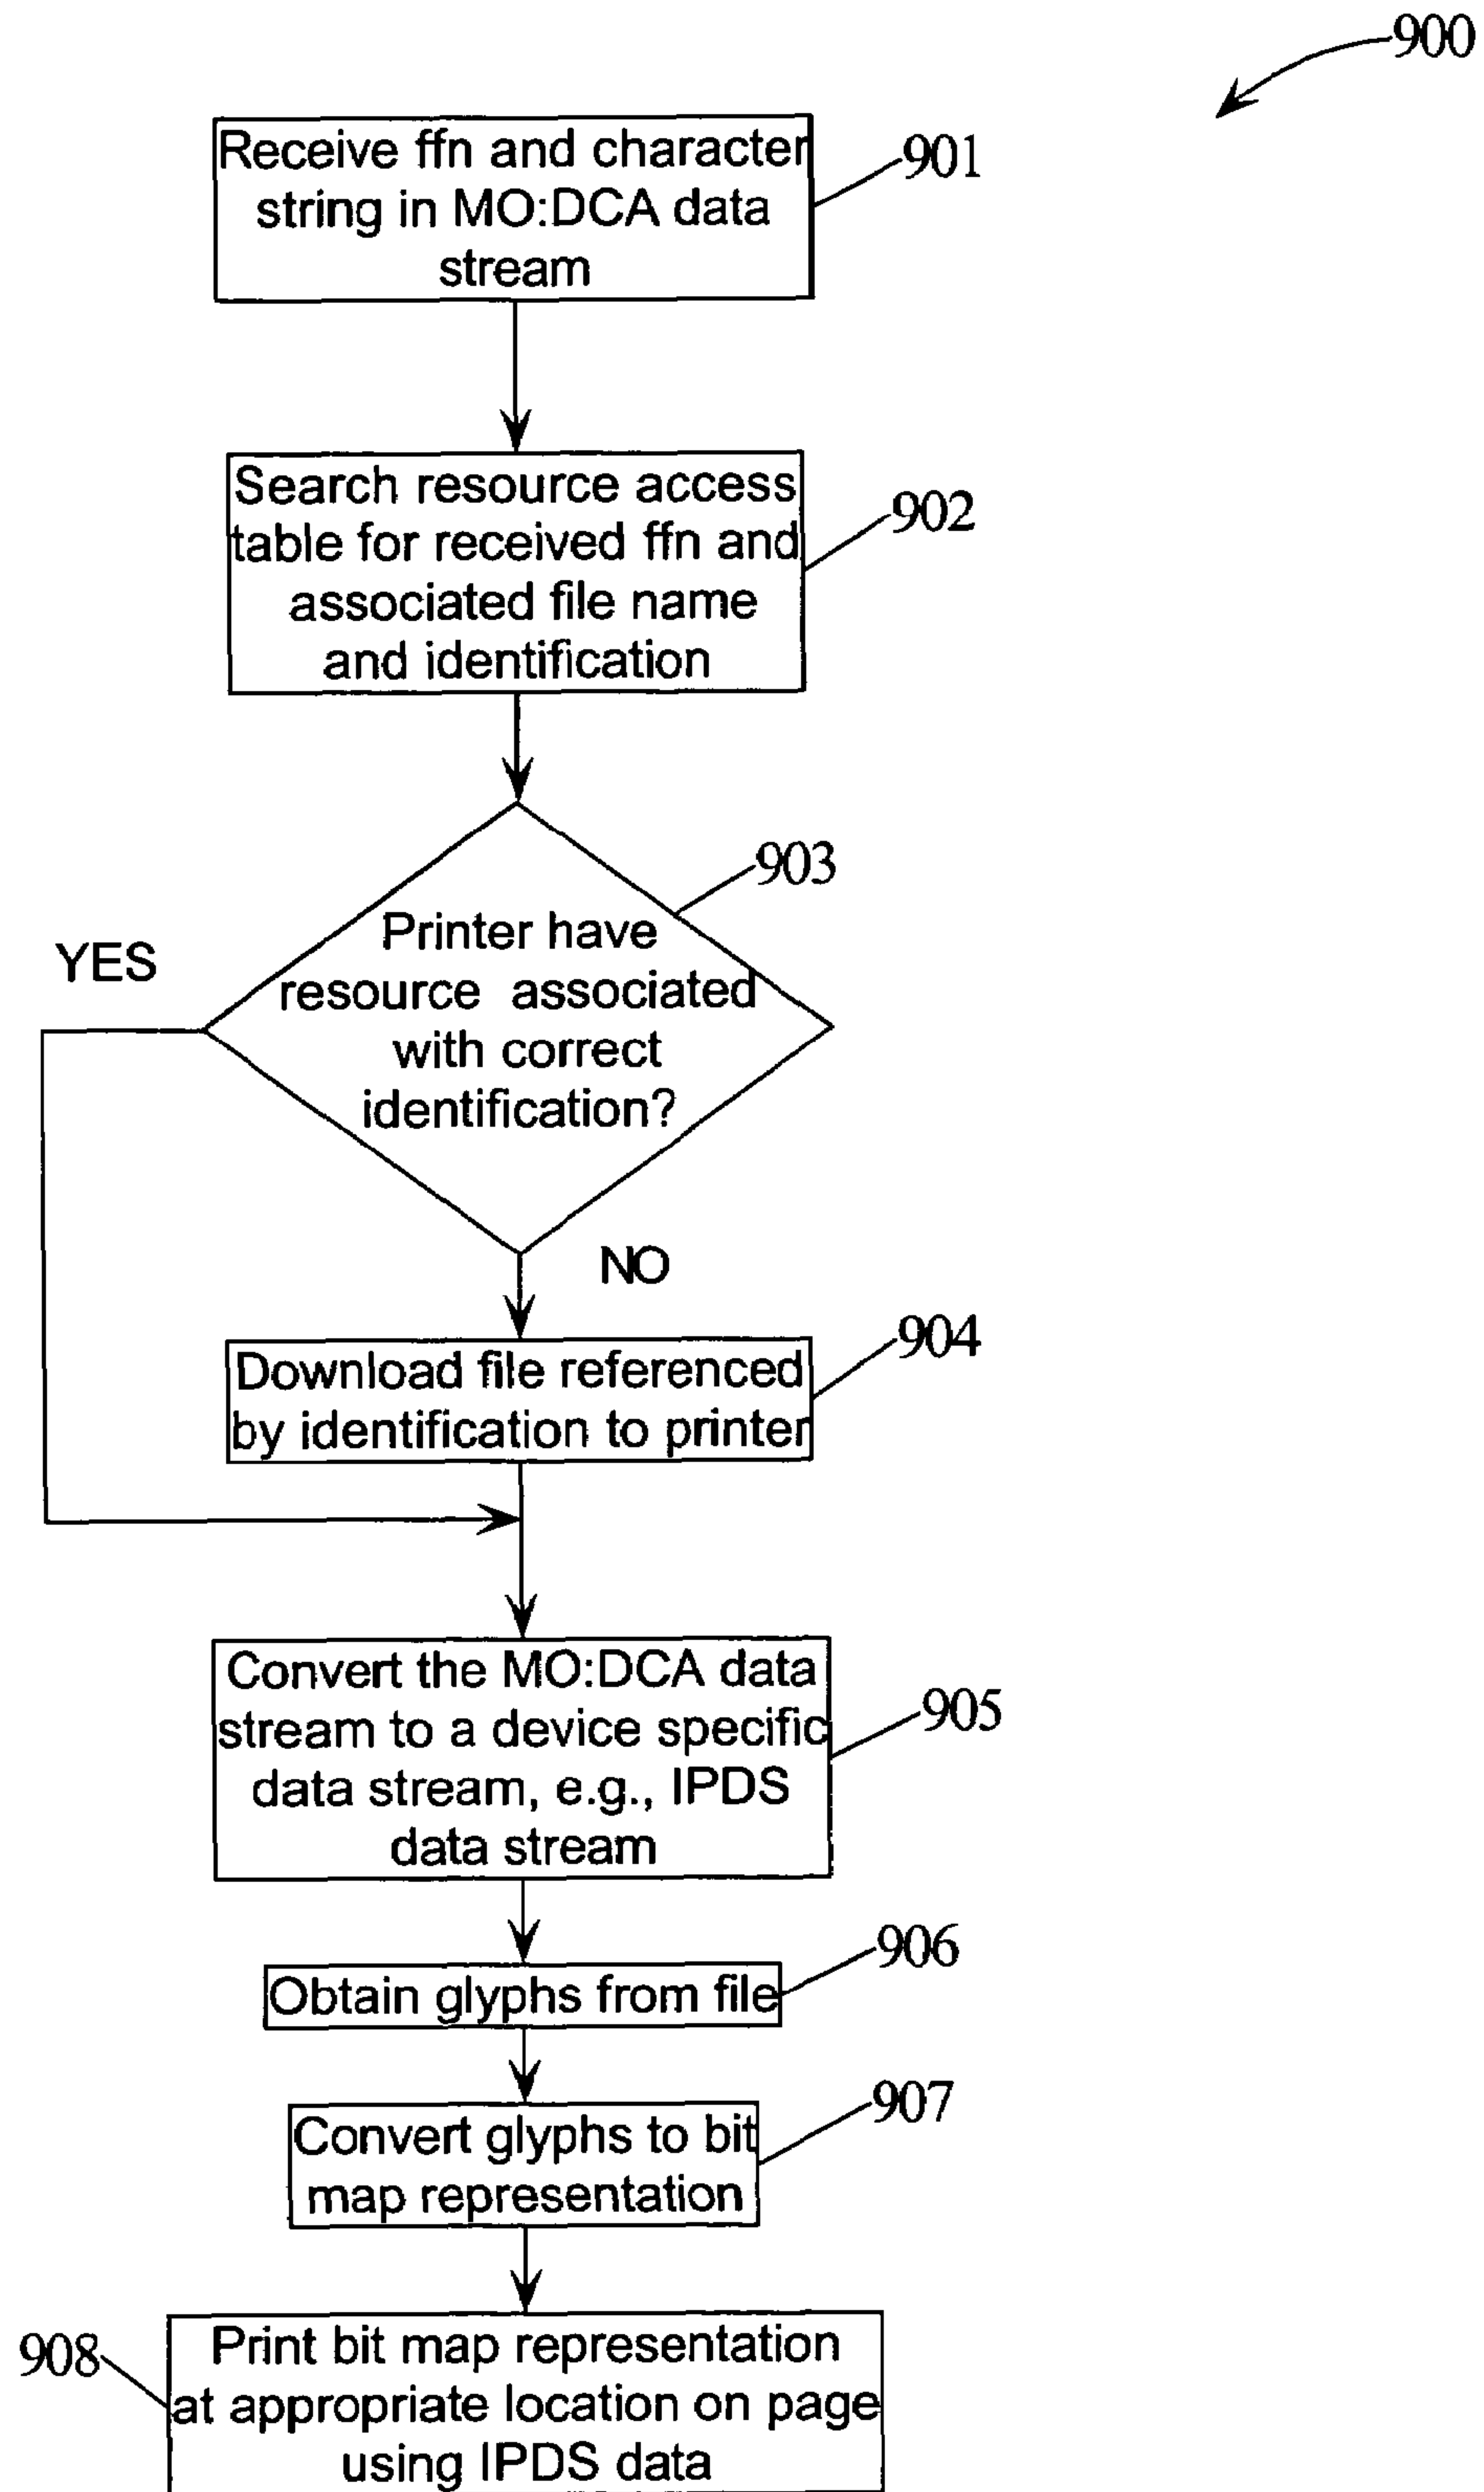 900
Receive ffn and character
string in MO:DCA data
stream
901
Search resource access
table for received ffn and
associated file name
and identification
902
903
Printer have
resource associated
with correct
identification?
YES
NO
Download file referenced
by identification to printer
904
Convert the MO:DCA data
stream to a device specific
data stream, e.g., IPDS
data stream
905
Obtain glyphs from file
906
Convert glyphs to bit
map representation
907
Print bit map representation
at appropriate location on page
using IPDS data
908